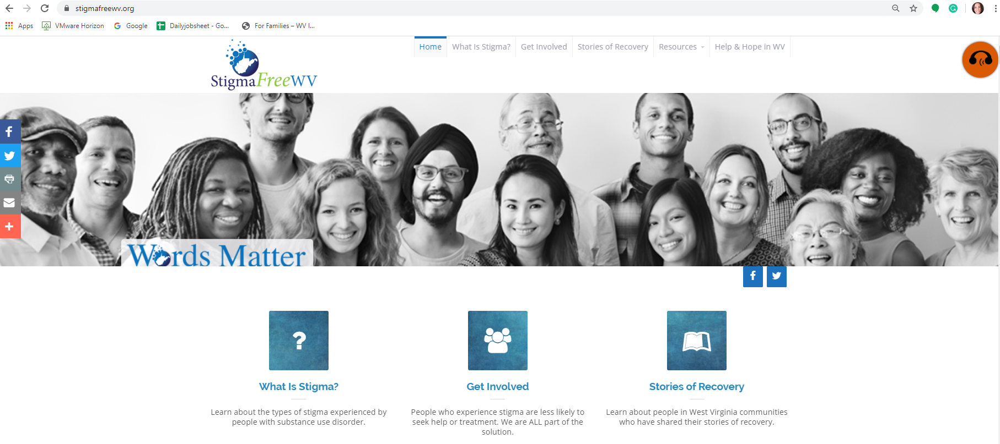 stigmafreewv.org
Apps VMware Horizon Google Dailyjobsheet - Go... For Families – WV I...
Home What Is Stigma? Get Involved Stories of Recovery Resources Help & Hope in WV
StigmaFreeWV
Words Matter
What Is Stigma?
Learn about the types of stigma experienced by
people with substance use disorder.
Get Involved
People who experience stigma are less likely to
seek help or treatment. We are ALL part of the
solution.
Stories of Recovery
Learn about people in West Virginia communities
who have shared their stories of recovery.